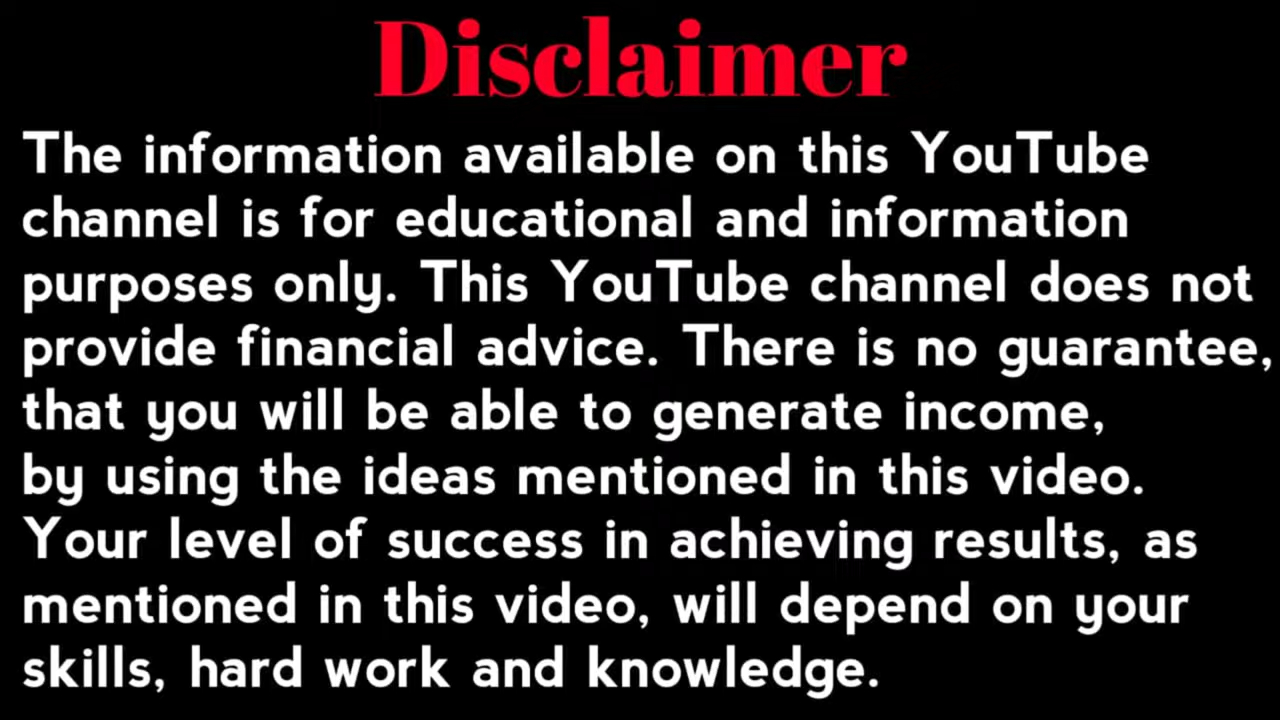 Disclaimer
The information available on this YouTube
channel is for educational and information
purposes only. This YouTube channel does not
provide financial advice. There is no guarantee,
that you will be able to generate income,
by using the ideas mentioned in this video.
Your level of success in achieving results, as
mentioned in this video, will depend on your
skills, hard work and knowledge.